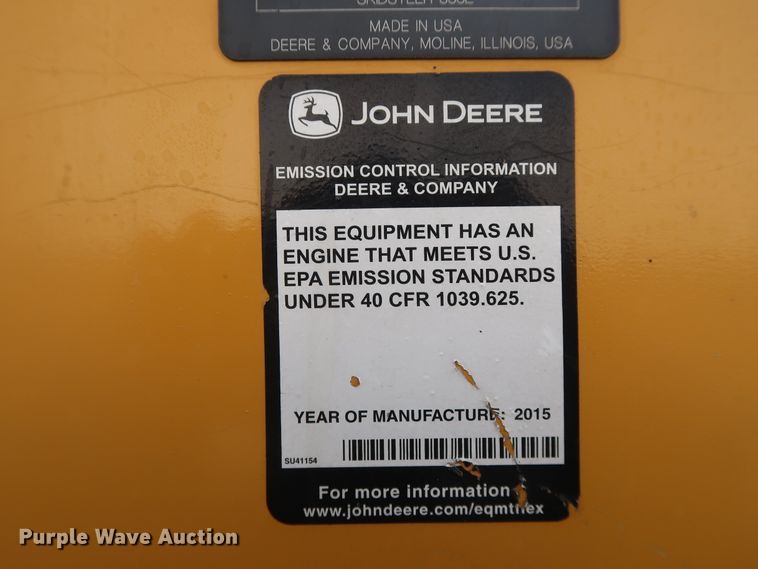 MADE IN USA
DEERE & COMPANY, MOLINE, ILLINOIS, USA
JOHN DEERE
EMISSION CONTROL INFORMATION
DEERE & COMPANY
THIS EQUIPMENT HAS AN
ENGINE THAT MEETS U.S.
EPA EMISSION STANDARDS
UNDER 40 CFR 1039.625.
YEAR OF MANUFACTURE: 2015
SU41154
For more information
www.johndeere.com/eqmtflex
Purple Wave Auction